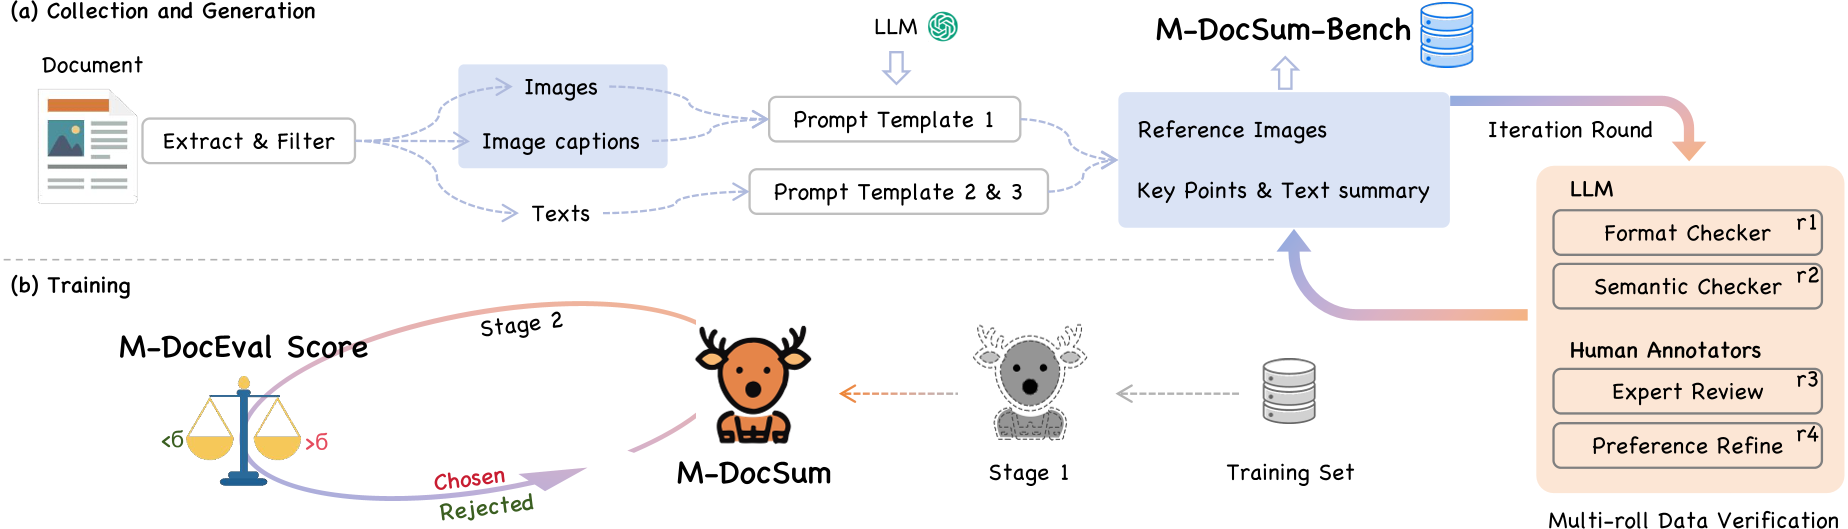 (a) Collection and Generation
Document
Extract & Filter
Images
Image captions
Texts
LLM
Prompt Template 1
Prompt Template 2 & 3
M-DocSum-Bench
Reference Images
Key Points & Text summary
Iteration Round
LLM
Format Checker r1
Semantic Checker r2
Human Annotators
Expert Review r3
Preference Refine r4
Multi-roll Data Verification
(b) Training
M-DocEval Score
<б
>б
Stage 2
Chosen
Rejected
M-DocSum
Stage 1
Training Set